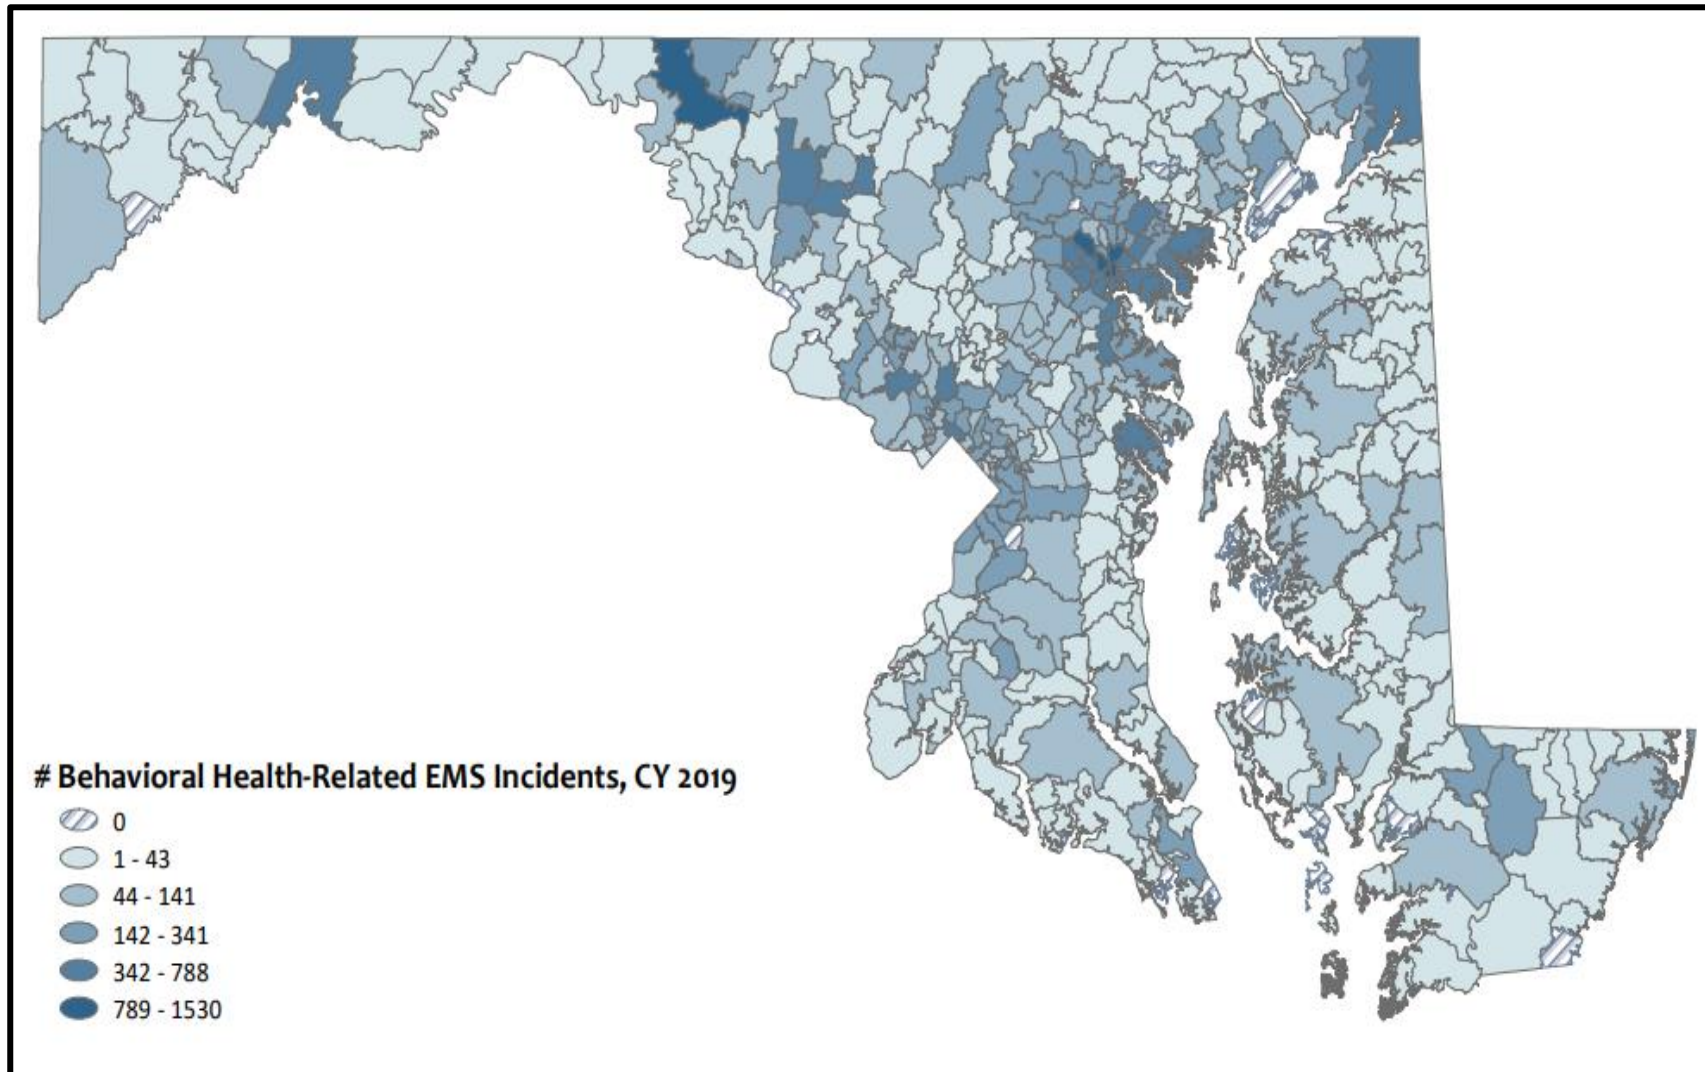 # Behavioral Health-Related EMS Incidents, CY 2019
0
1 - 43
44 - 141
142 - 341
342 - 788
789 - 1530